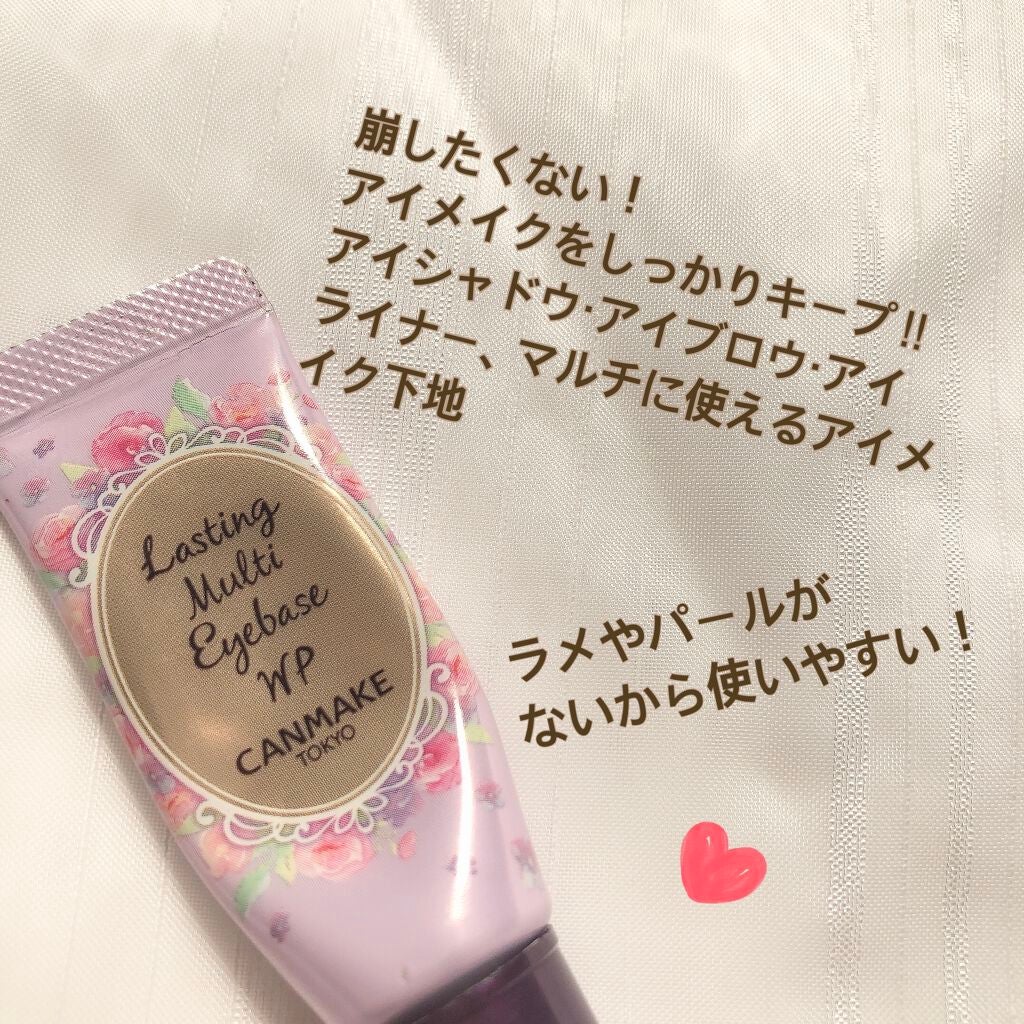 崩したくない！
アイメイクをしっかりキープ‼
アイシャドウ･アイブロウ･アイ
ライナー、マルチに使えるアイメ
イク下地
Lasting
Multi
Eyebase
WP
CANMAKE
TOKYO
ラメやパールが
ないから使いやすい！